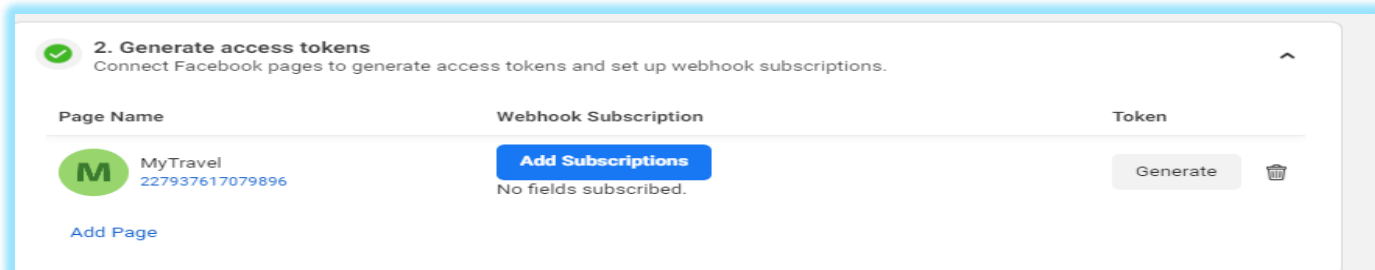 2. Generate access tokens
Connect Facebook pages to generate access tokens and set up webhook subscriptions.
Page Name Webhook Subscription Token
M MyTravel Add Subscriptions Generate
227937617079896 No fields subscribed.
Add Page